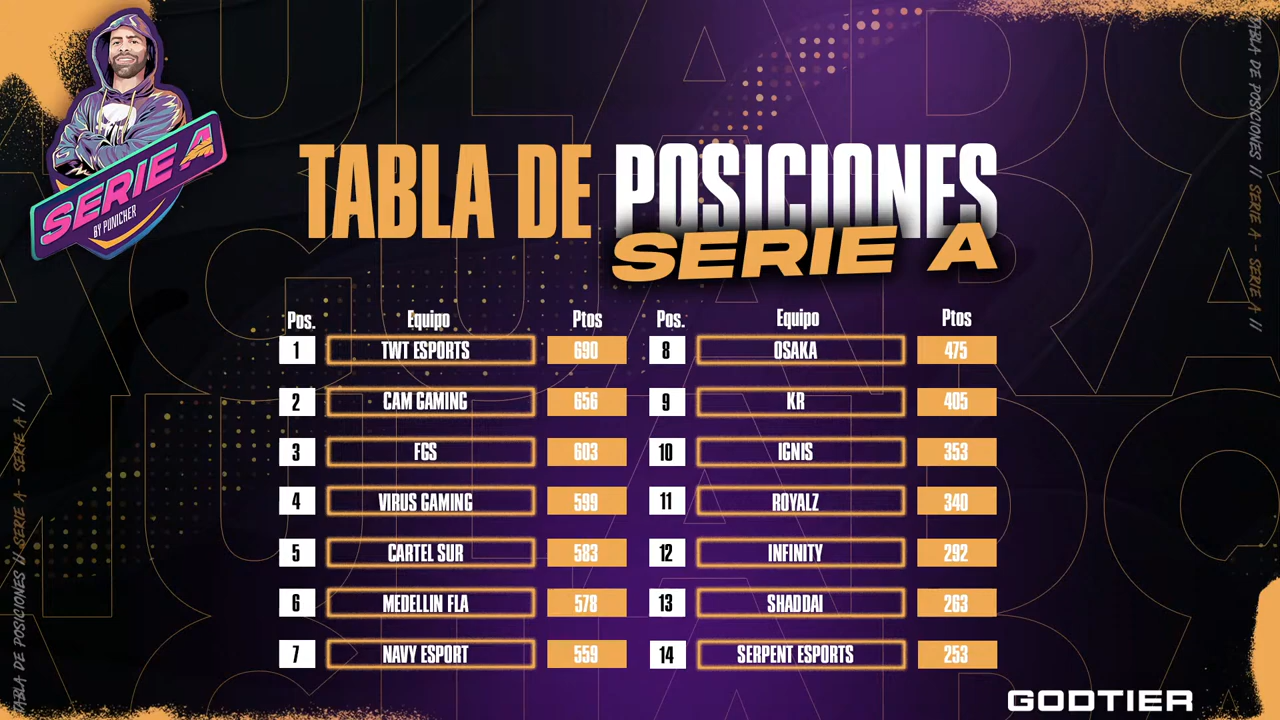 SERIE A
BY PONICHER
TABLA DE POSICIONES
SERIE A
Pos. Equipo Ptos
1 TWT ESPORTS 690
2 CAM GAMING 656
3 FGS 603
4 VIRUS GAMING 599
5 CARTEL SUR 583
6 MEDELLIN FLA 578
7 NAVY ESPORT 559
Pos. Equipo Ptos
8 OSAKA 475
9 KR 405
10 IGNIS 353
11 ROYALZ 340
12 INFINITY 292
13 SHADDAI 263
14 SERPENT ESPORTS 253
TABLA DE POSICIONES // SERIE A - SERIE A //
TABLA DE POSICIONES // SERIE A - SERIE A //
GODTIER